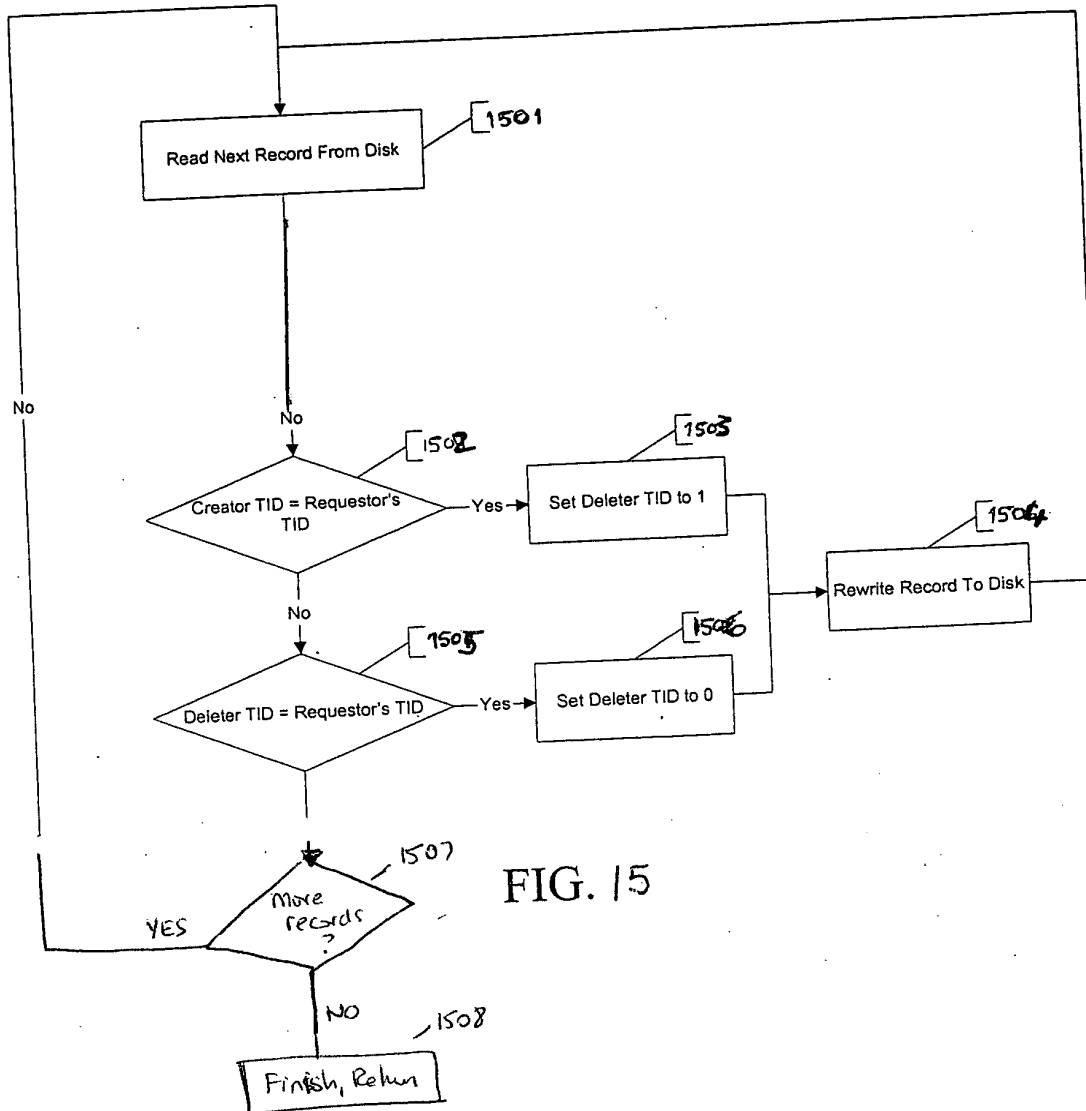 1501
Read Next Record From Disk
No
No
1502
1503
Creator TID = Requestor's
TID
Yes
Set Deleter TID to 1
1504
Rewrite Record To Disk
No
1505
1506
Deleter TID = Requestor's TID
Yes
Set Deleter TID to 0
1507
More
records
?
FIG. 15
YES
NO
1508
Finish, Return